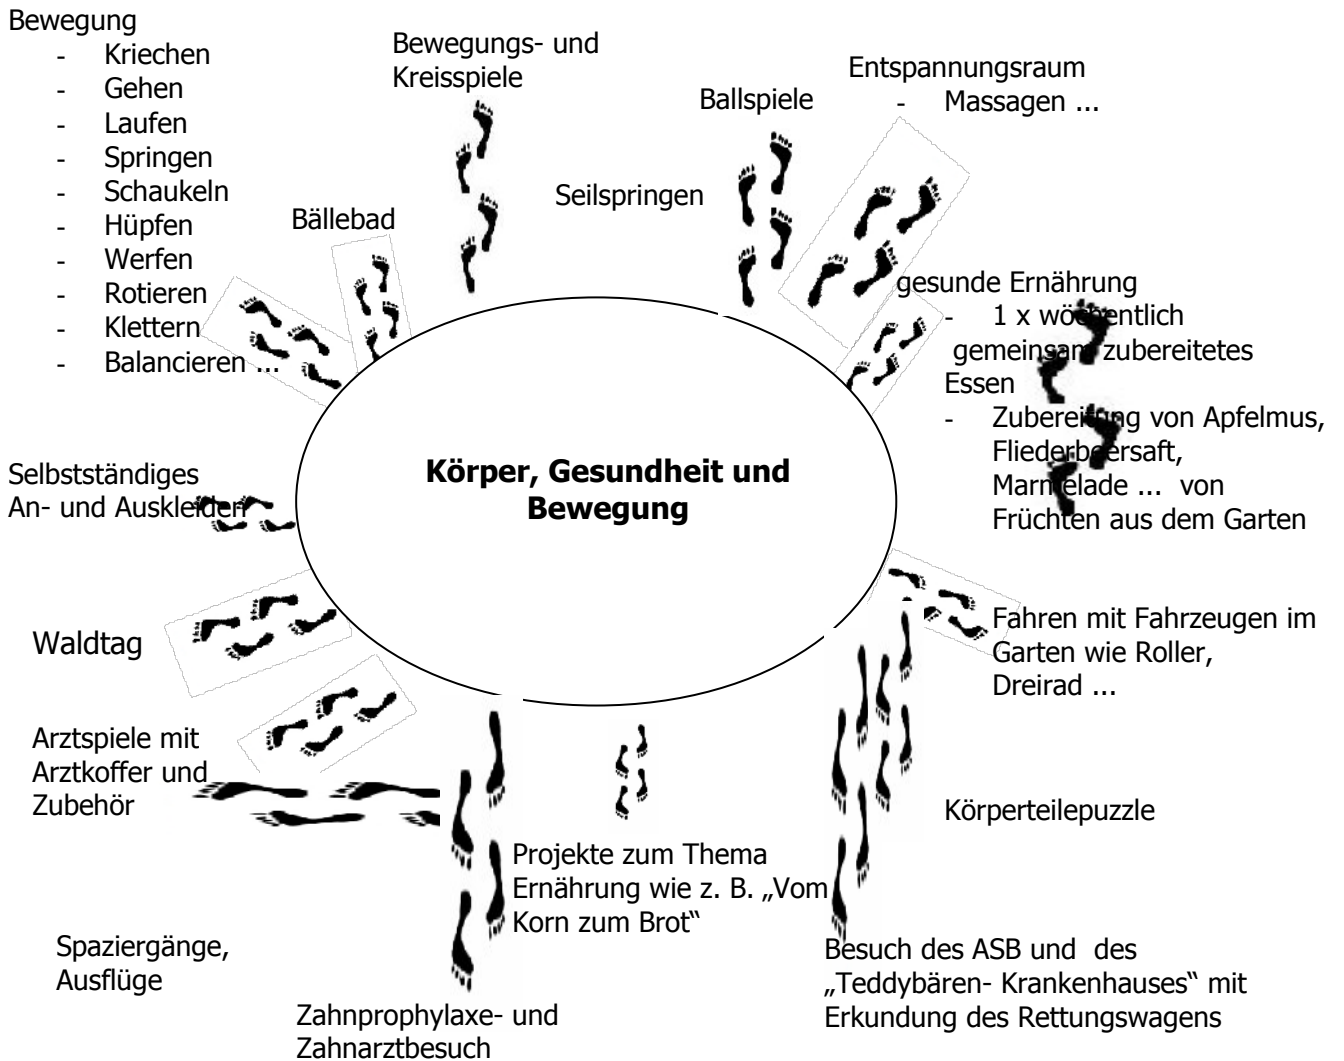 Bewegung
- Kriechen
- Gehen
- Laufen
- Springen
- Schaukeln
- Hüpfen
- Werfen
- Rotieren
- Klettern
- Balancieren ...
Bewegungs- und
Kreisspiele
Bällebad
Seilspringen
Ballspiele
Entspannungsraum
- Massagen ...
gesunde Ernährung
- 1 x wöchentlich
gemeinsam zubereitetes
Essen
- Zubereitung von Apfelmus,
Fliederbeersaft,
Marmelade ... von
Früchten aus dem Garten
Körper, Gesundheit und
Bewegung
Selbstständiges
An- und Auskleiden
Waldtag
Fahren mit Fahrzeugen im
Garten wie Roller,
Dreirad ...
Arztspiele mit
Arztkoffer und
Zubehör
Körperteilepuzzle
Projekte zum Thema
Ernährung wie z. B. „Vom
Korn zum Brot“
Spaziergänge,
Ausflüge
Besuch des ASB und des
„Teddybären- Krankenhauses“ mit
Erkundung des Rettungswagens
Zahnprophylaxe- und
Zahnarztbesuch